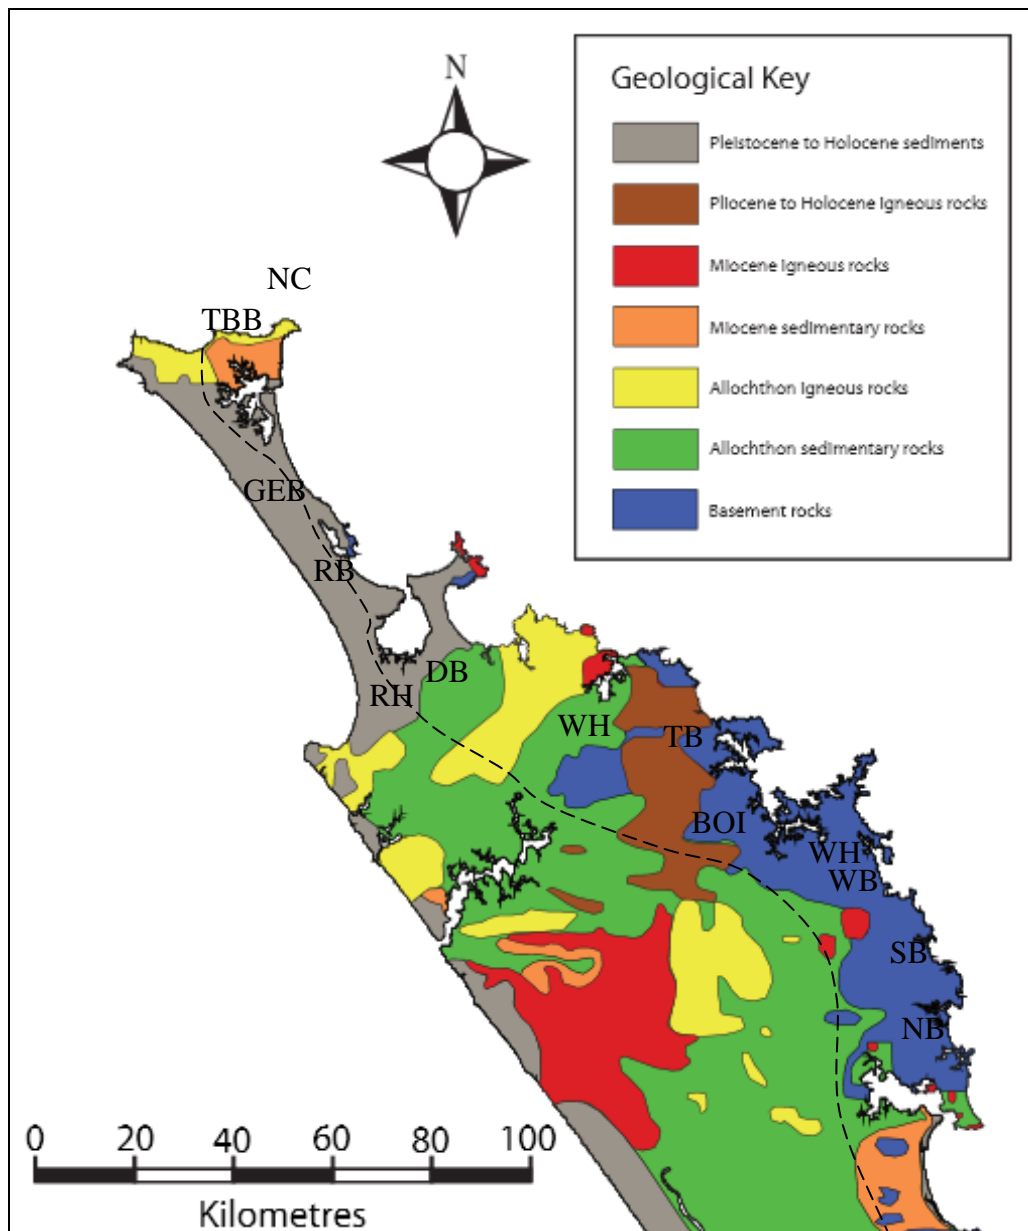 N
Geological Key
Pleistocene to Holocene sediments
Pliocene to Holocene Igneous rocks
Miocene Igneous rocks
Miocene sedimentary rocks
Allochthon Igneous rocks
Allochthon sedimentary rocks
Basement rocks
NC
TBB
GEB
RB
DB
RH
WH
TB
BOI
WH
WB
SB
NB
0 20 40 60 80 100
Kilometres